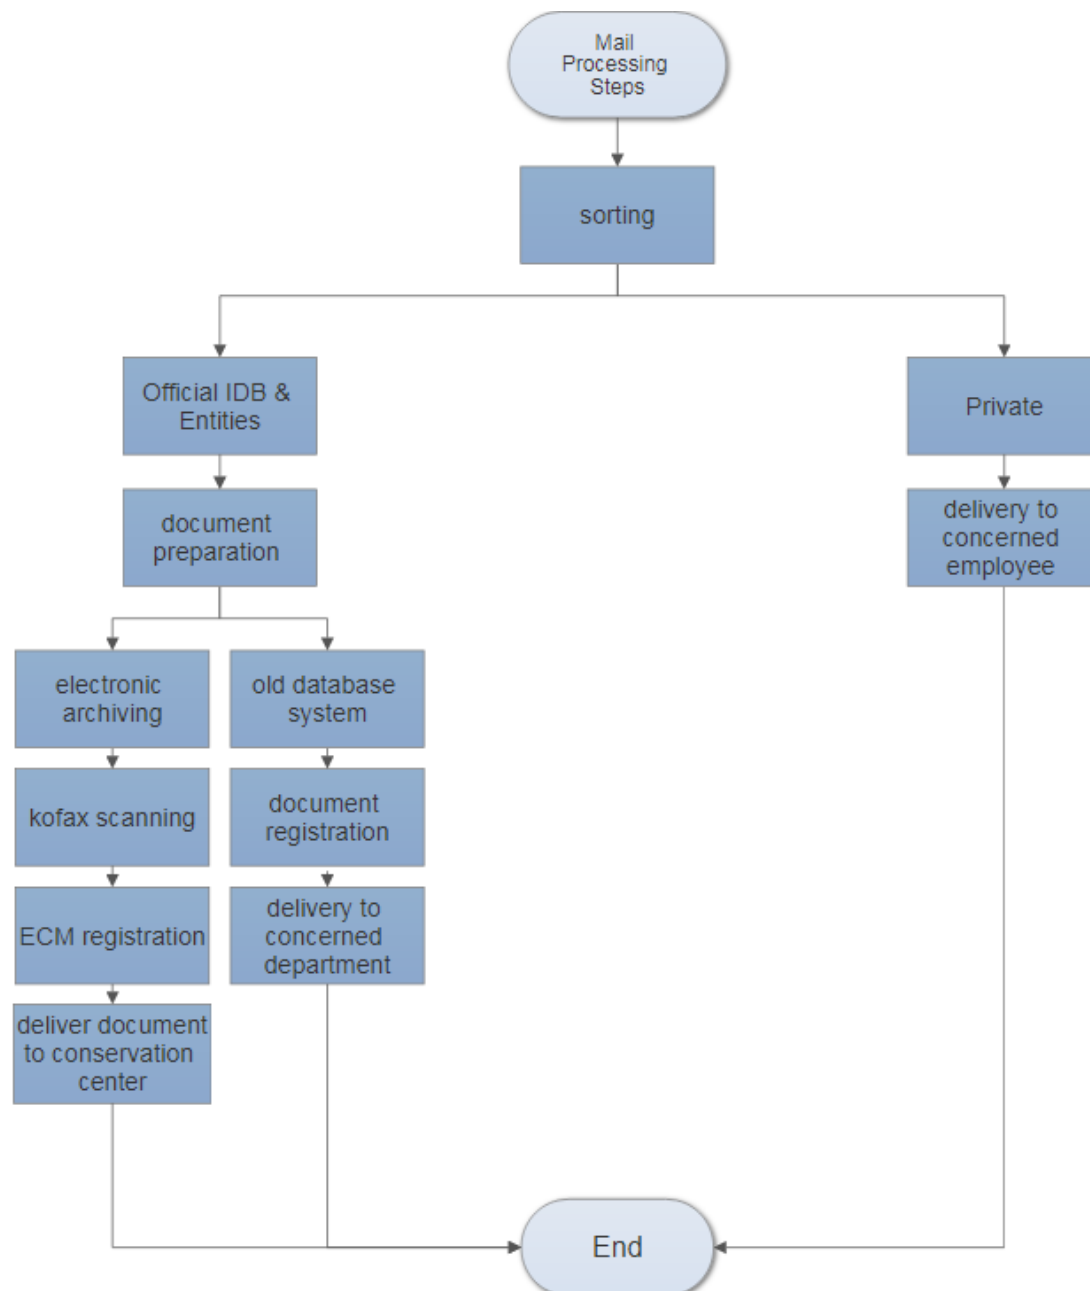 Mail
Processing
Steps
sorting
Official IDB &
Entities
Private
document
preparation
delivery to
concerned
employee
electronic
archiving
old database
system
kofax scanning
document
registration
ECM registration
delivery to
concerned
department
deliver document
to conservation
center
End